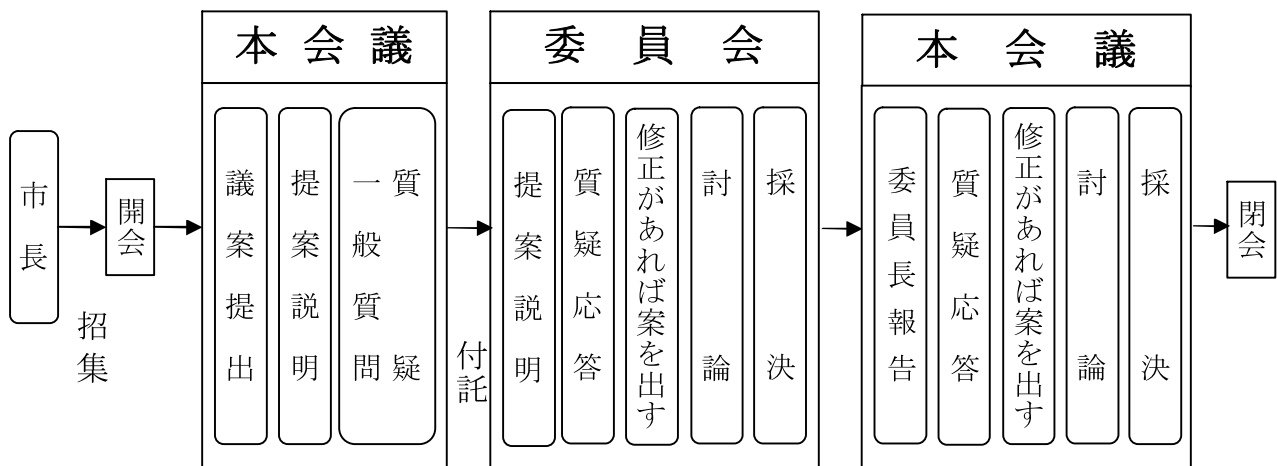 市長
招集
開会
本会議
議案提出
提案説明
質疑
一般質問
付託
委員会
提案説明
質疑応答
修正があれば案を出す
討論
採決
本会議
委員長報告
質疑応答
修正があれば案を出す
討論
採決
閉会